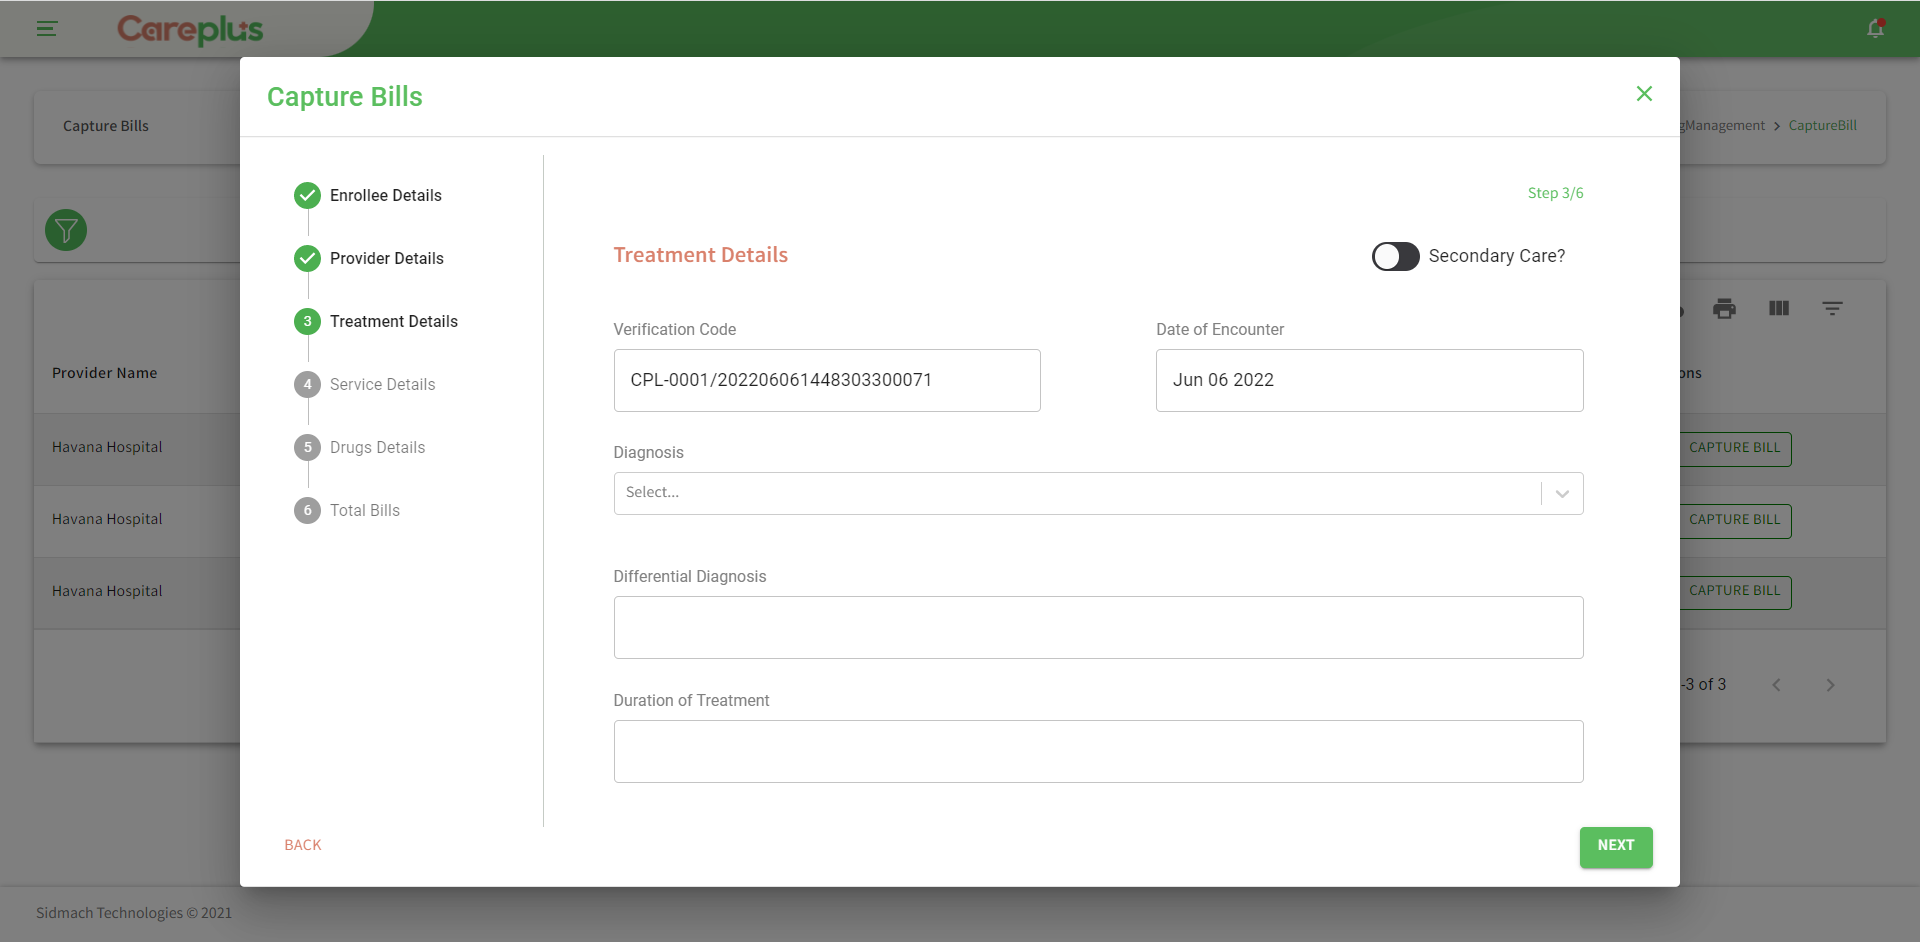 Careplus
Capture Bills
Capture Bills
gManagement > CaptureBill
Enrollee Details
Provider Details
3 Treatment Details
4 Service Details
5 Drugs Details
6 Total Bills
Step 3/6
Treatment Details
Secondary Care?
Verification Code
Date of Encounter
CPL-0001/202206061448303300071
Jun 06 2022
Diagnosis
Select...
Differential Diagnosis
Duration of Treatment
BACK
NEXT
Provider Name
ons
Havana Hospital
CAPTURE BILL
Havana Hospital
CAPTURE BILL
Havana Hospital
CAPTURE BILL
-3 of 3
Sidmach Technologies © 2021